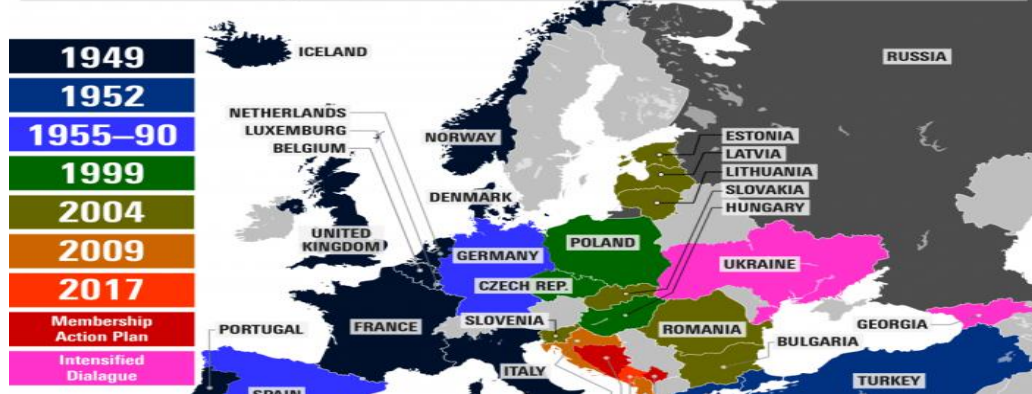 1949
1952
1955–90
1999
2004
2009
2017
Membership
Action Plan
Intensified
Dialague
ICELAND
RUSSIA
NETHERLANDS
LUXEMBURG
BELGIUM
NORWAY
ESTONIA
LATVIA
LITHUANIA
SLOVAKIA
HUNGARY
DENMARK
UNITED
KINGDOM
POLAND
GERMANY
UKRAINE
CZECH REP.
PORTUGAL
FRANCE
SLOVENIA
ROMANIA
GEORGIA
BULGARIA
ITALY
TURKEY
SPAIN